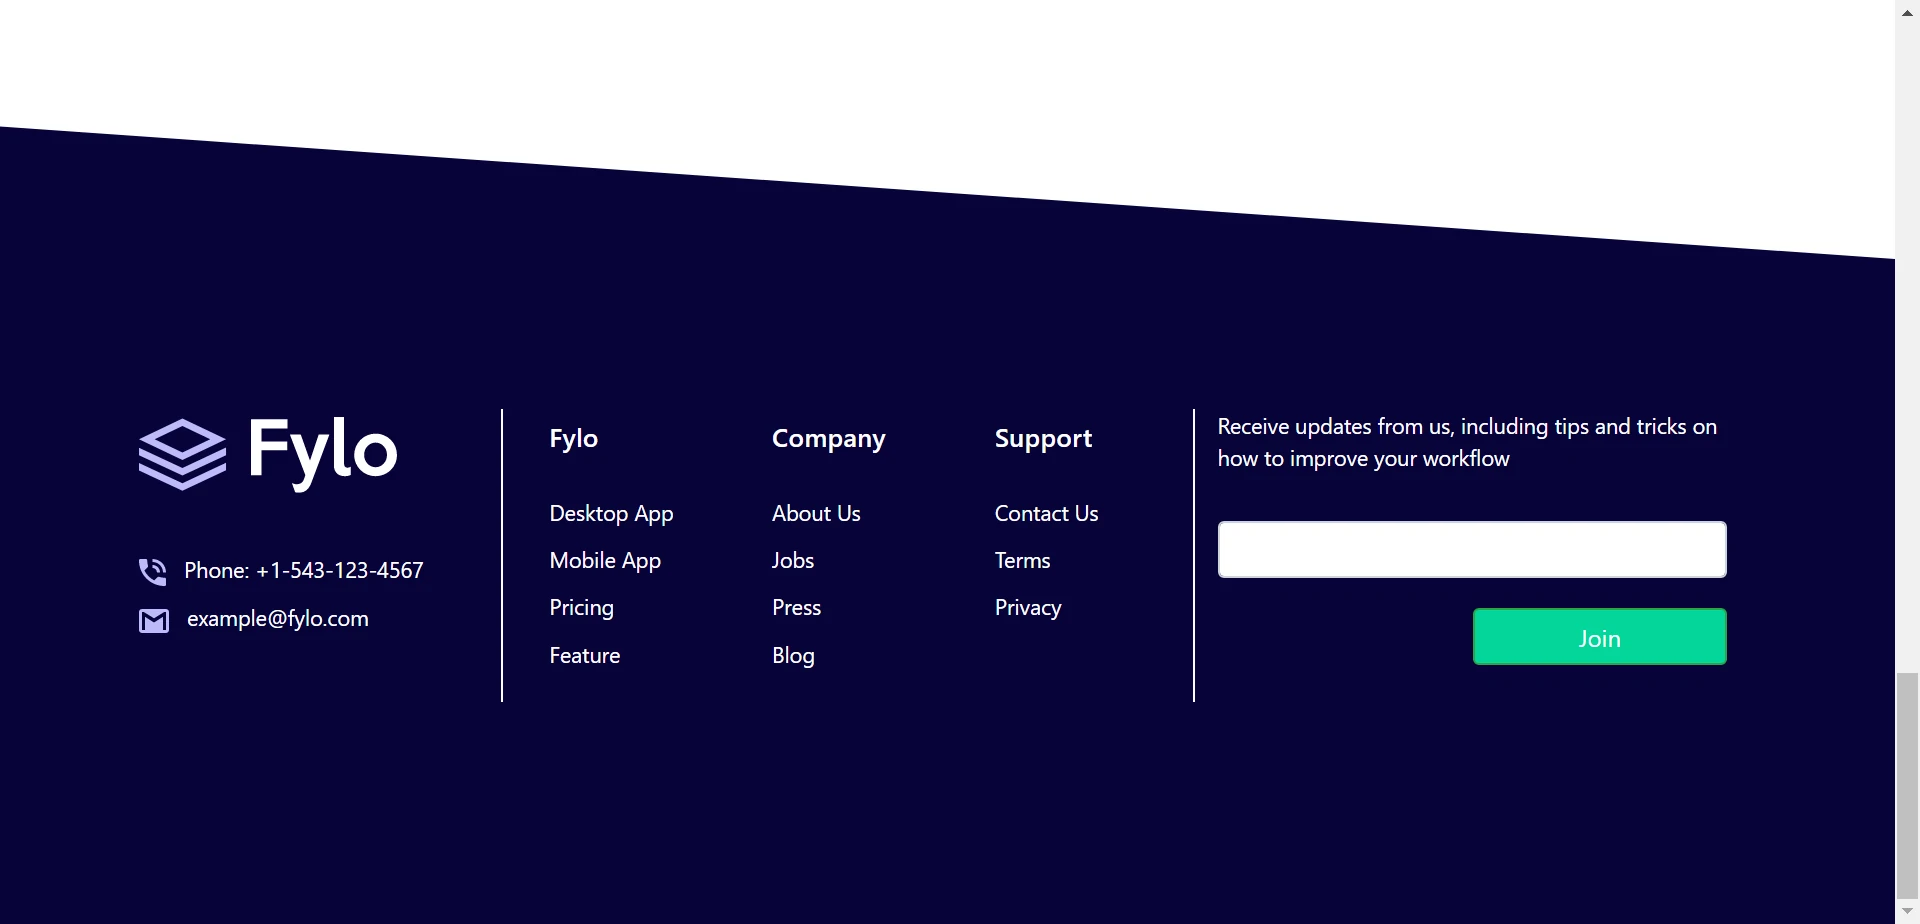 Fylo
Phone: +1-543-123-4567
example@fylo.com
Fylo
Desktop App
Mobile App
Pricing
Feature
Company
About Us
Jobs
Press
Blog
Support
Contact Us
Terms
Privacy
Receive updates from us, including tips and tricks on
how to improve your workflow
Join